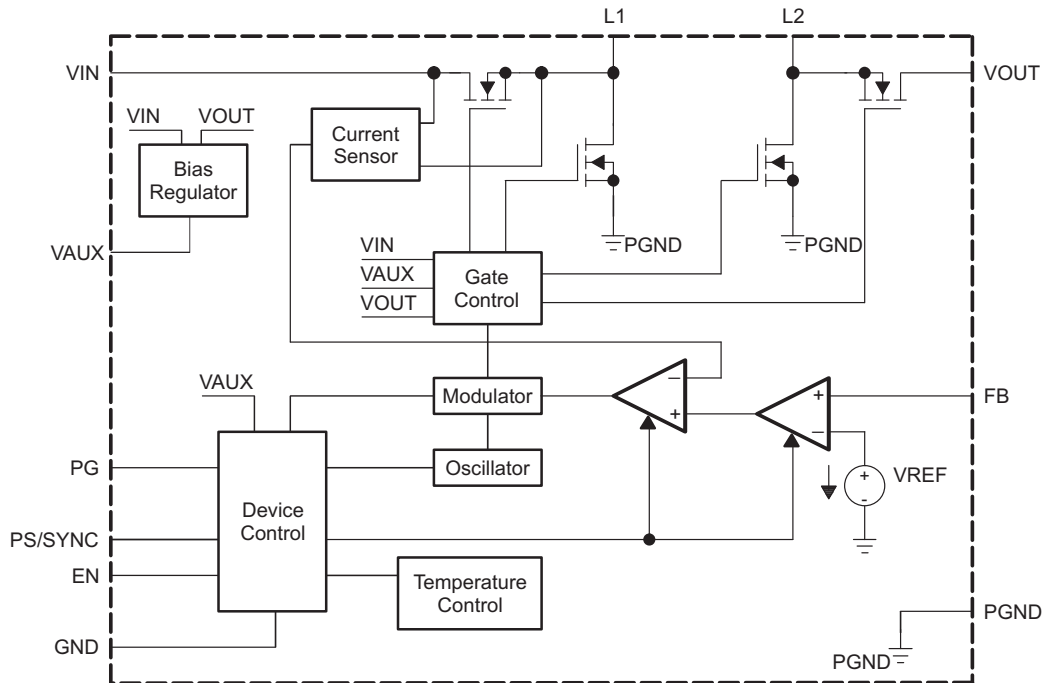 L1
L2
VIN
VOUT
VIN
VOUT
Current
Sensor
Bias
Regulator
VAUX
PGND
PGND
VIN
VAUX
VOUT
Gate
Control
VAUX
Modulator
−
+
+
−
FB
PG
Oscillator
VREF
+
-
Device
Control
PS/SYNC
EN
Temperature
Control
GND
PGND
PGND